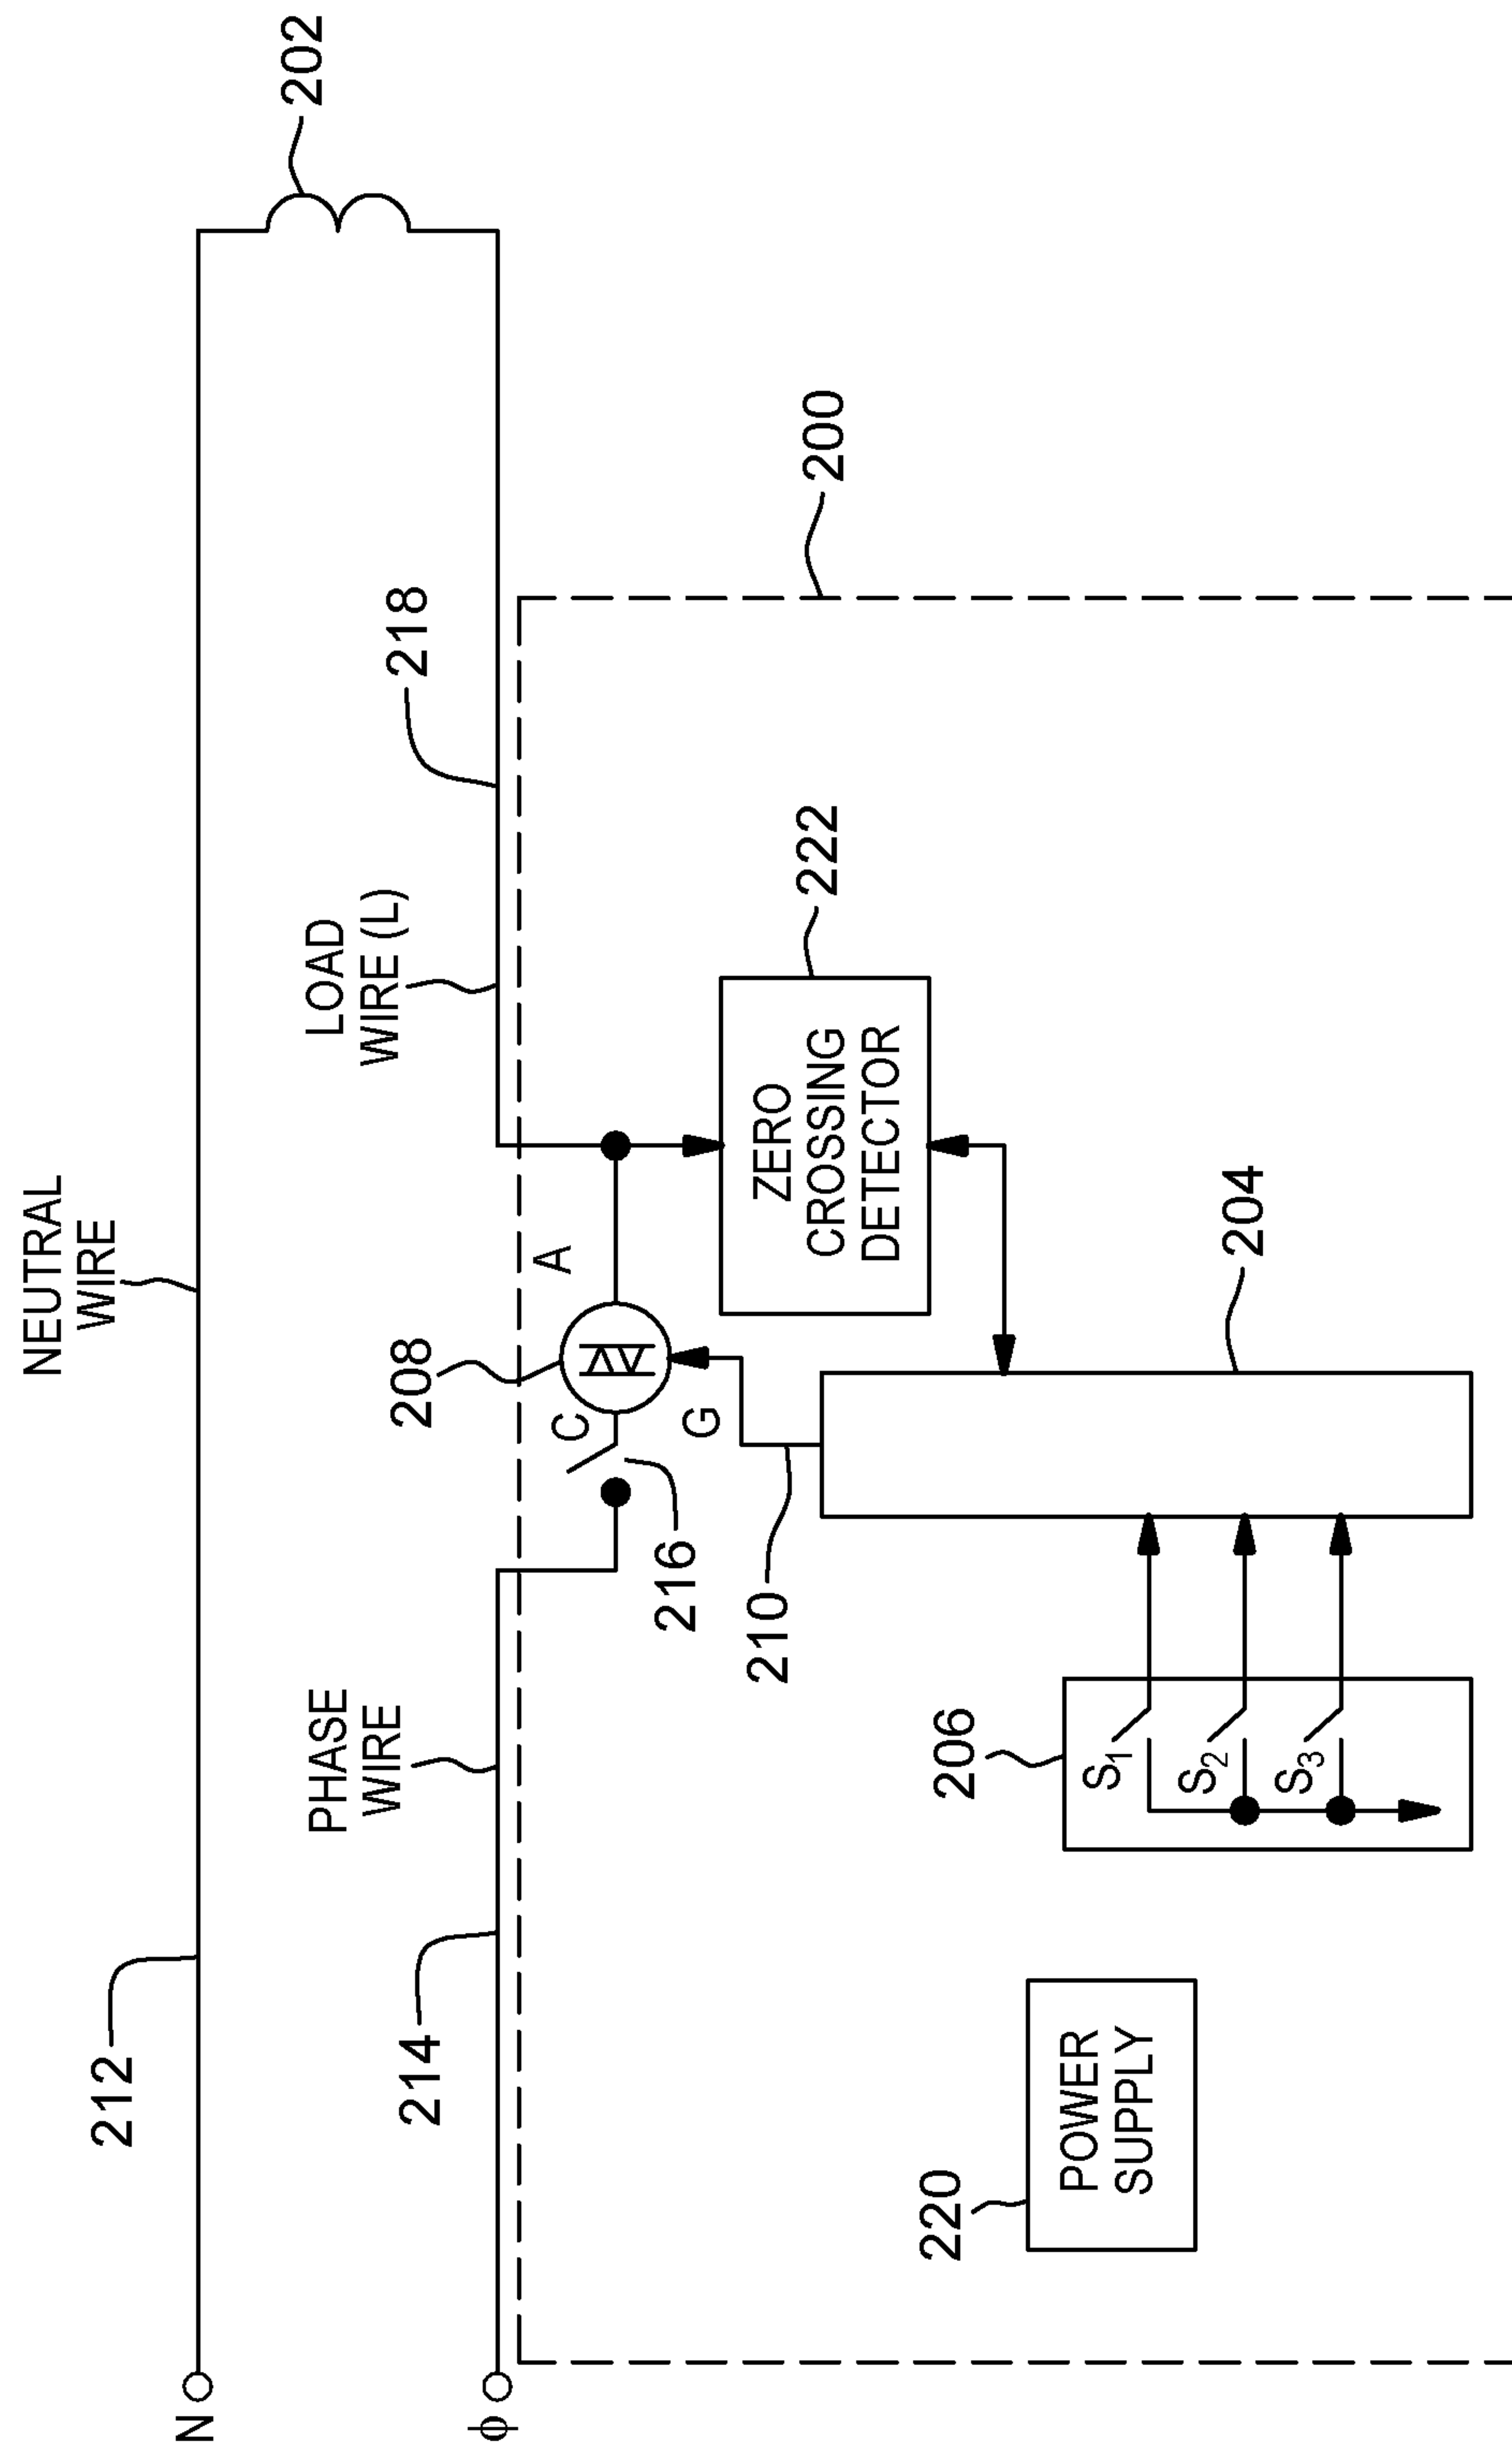 NEUTRAL
WIRE
212
N
202
PHASE
WIRE
LOAD
WIRE (L)
214
218
ϕ
208
C
A
G
216
210
222
ZERO
CROSSING
DETECTOR
200
220
POWER
SUPPLY
206
S1
S2
S3
204